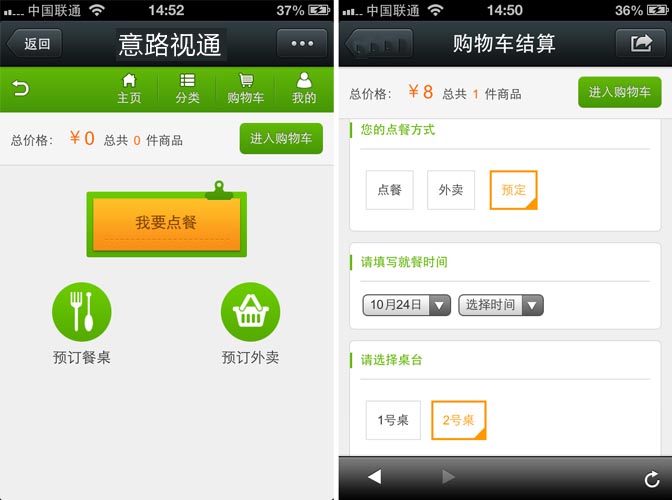 中国联通 14:52 37%
返回 意路视通
主页 分类 购物车 我的
总价格: ￥0 总共 0 件商品 进入购物车
我要点餐
预订餐桌 预订外卖
中国联通 14:50 36%
购物车结算
总价格: ￥8 总共 1 件商品 进入购物车
您的点餐方式
点餐 外卖 预定
请填写就餐时间
10月24日 选择时间
请选择桌台
1号桌 2号桌